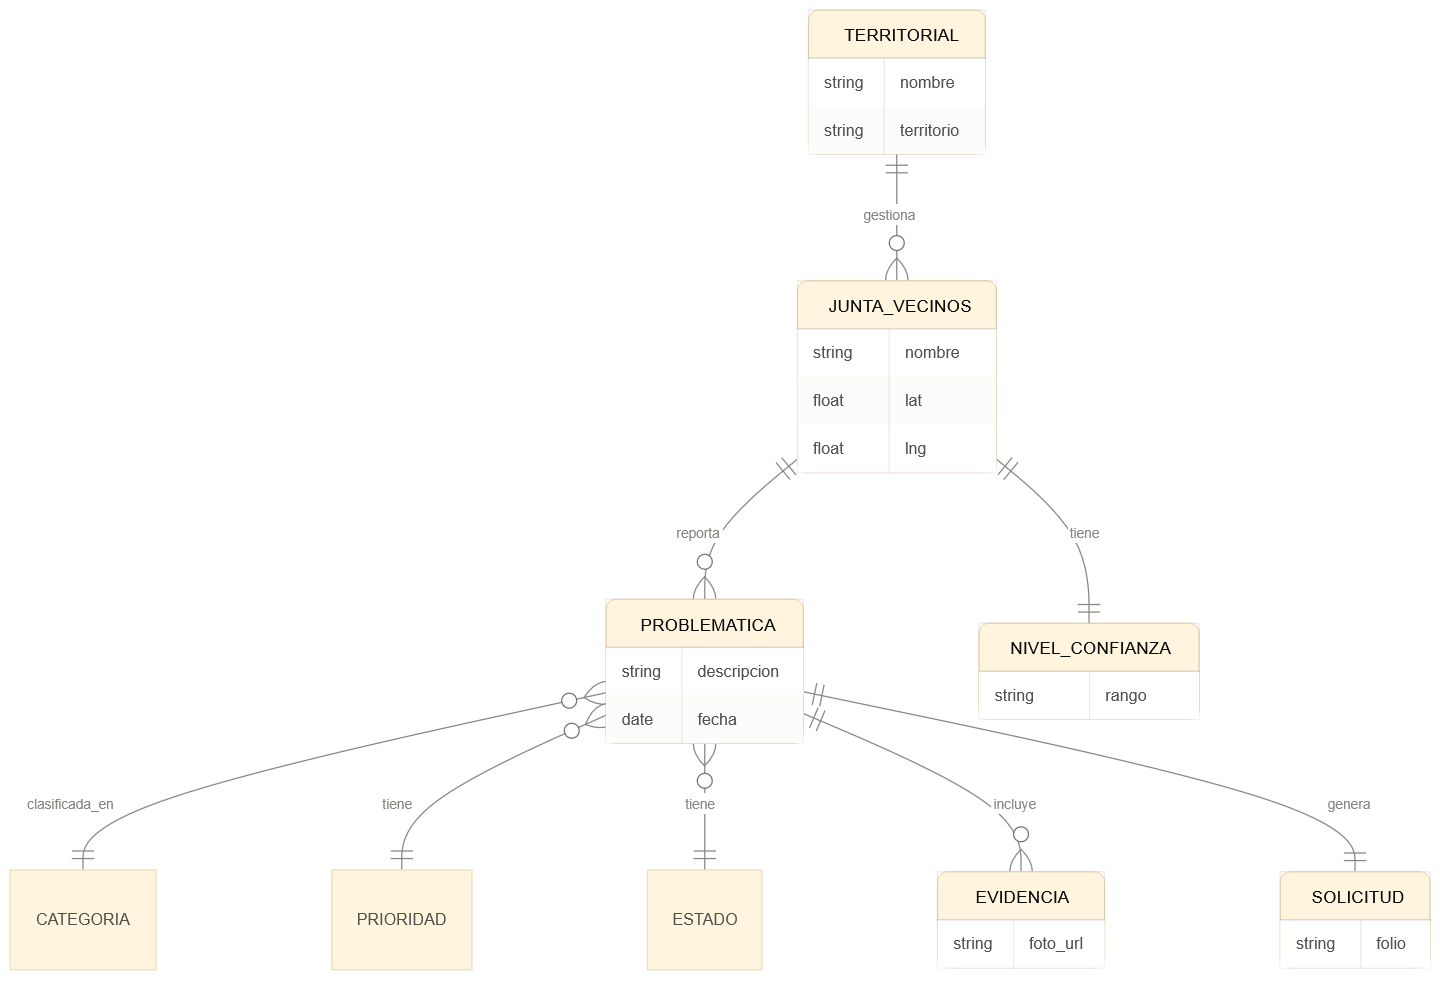 TERRITORIAL
string nombre
string territorio
gestiona
JUNTA_VECINOS
string nombre
float lat
float lng
reporta
tiene
PROBLEMATICA
string descripcion
date fecha
NIVEL_CONFIANZA
string rango
clasificada_en
tiene
tiene
incluye
genera
CATEGORIA
PRIORIDAD
ESTADO
EVIDENCIA
string foto_url
SOLICITUD
string folio